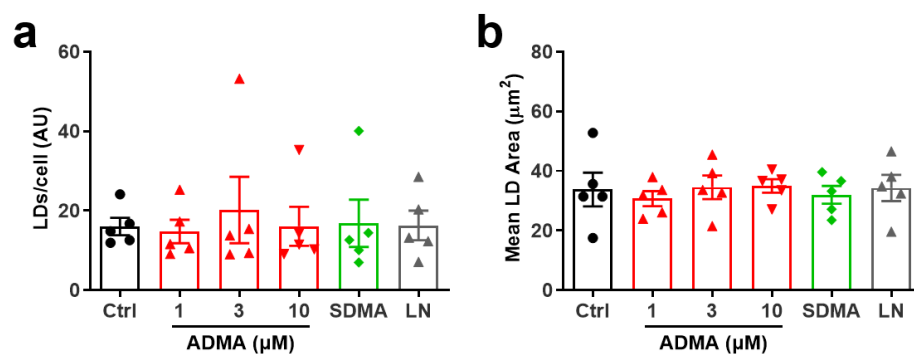 a
LDs/cell (AU)
60
40
20
0
Ctrl 1 3 10 SDMA LN
ADMA (μM)
b
Mean LD Area (μm²)
80
60
40
20
0
Ctrl 1 3 10 SDMA LN
ADMA (μM)